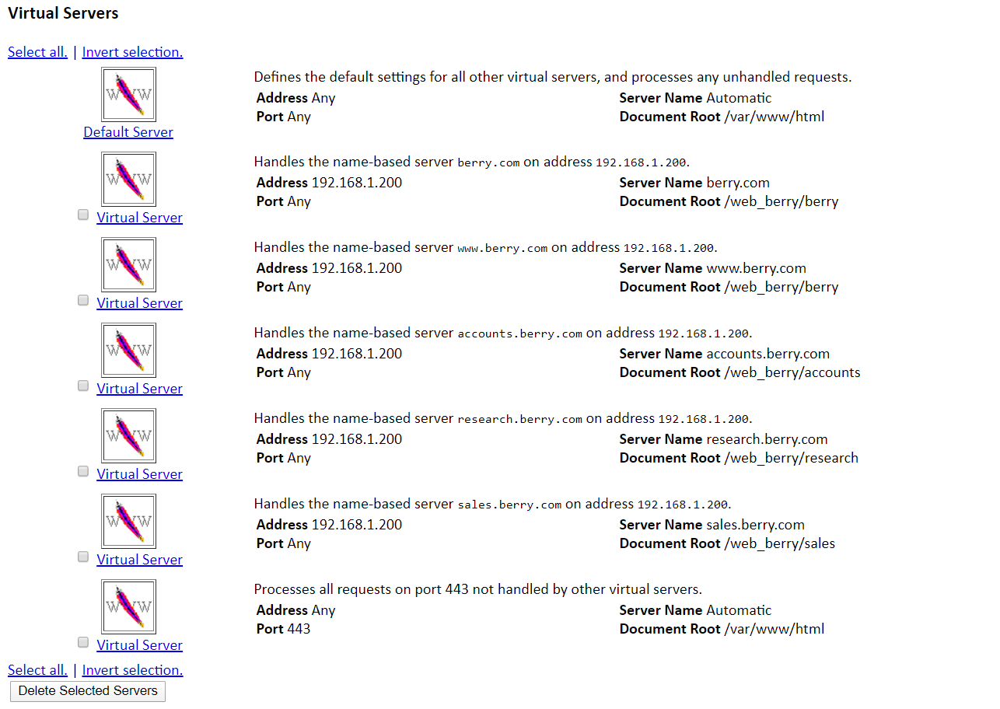 Virtual Servers
Select all. | Invert selection.
Defines the default settings for all other virtual servers, and processes any unhandled requests.
WWW
Address Any Server Name Automatic
Port Any Document Root /var/www/html
Default Server
Handles the name-based server berry.com on address 192.168.1.200.
WWW
Address 192.168.1.200 Server Name berry.com
Port Any Document Root /web_berry/berry
Virtual Server
Handles the name-based server www.berry.com on address 192.168.1.200.
WWW
Address 192.168.1.200 Server Name www.berry.com
Port Any Document Root /web_berry/berry
Virtual Server
Handles the name-based server accounts.berry.com on address 192.168.1.200.
WWW
Address 192.168.1.200 Server Name accounts.berry.com
Port Any Document Root /web_berry/accounts
Virtual Server
Handles the name-based server research.berry.com on address 192.168.1.200.
WWW
Address 192.168.1.200 Server Name research.berry.com
Port Any Document Root /web_berry/research
Virtual Server
Handles the name-based server sales.berry.com on address 192.168.1.200.
WWW
Address 192.168.1.200 Server Name sales.berry.com
Port Any Document Root /web_berry/sales
Virtual Server
Processes all requests on port 443 not handled by other virtual servers.
WWW
Address Any Server Name Automatic
Port 443 Document Root /var/www/html
Virtual Server
Select all. | Invert selection.
Delete Selected Servers